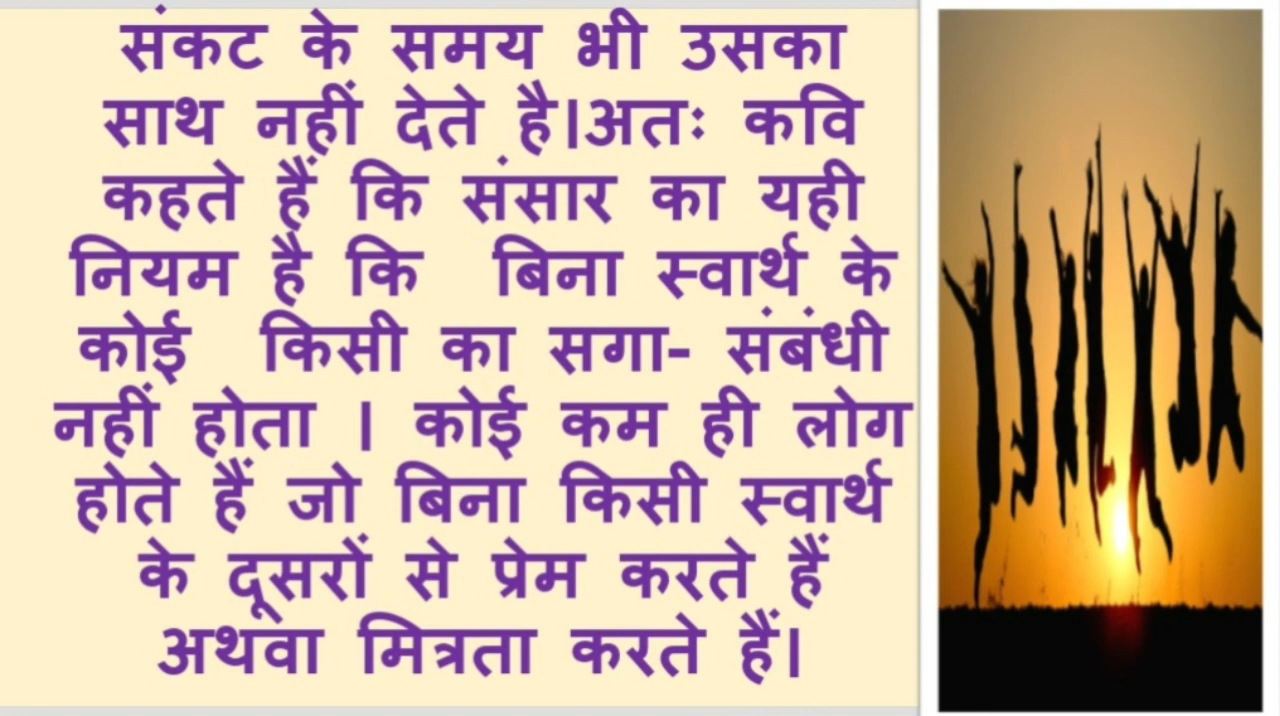 संकट के समय भी उसका
साथ नहीं देते है।अतः कवि
कहते हैं कि संसार का यही
नियम है कि बिना स्वार्थ के
कोई किसी का सगा- संबंधी
नहीं होता । कोई कम ही लोग
होते हैं जो बिना किसी स्वार्थ
के दूसरों से प्रेम करते हैं
अथवा मित्रता करते हैं।